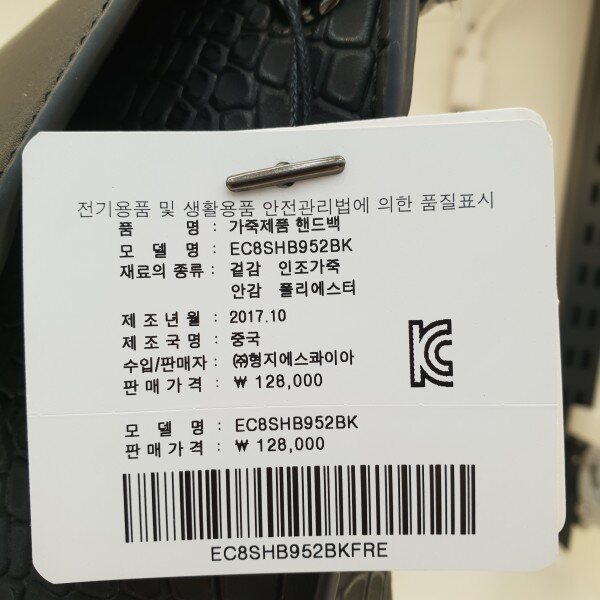 전기용품 및 생활용품 안전관리법에 의한 품질표시
품 명 : 가죽제품 핸드백
모 델 명 : EC8SHB952BK
재료의 종류 : 겉감 인조가죽
안감 폴리에스터
제 조 년 월 : 2017.10
제 조 국 명 : 중국
수입/판매자 : ㈜형지에스콰이아
판 매 가 격 : ₩ 128,000
모 델 명 : EC8SHB952BK
판 매 가 격 : ₩ 128,000
EC8SHB952BKFRE